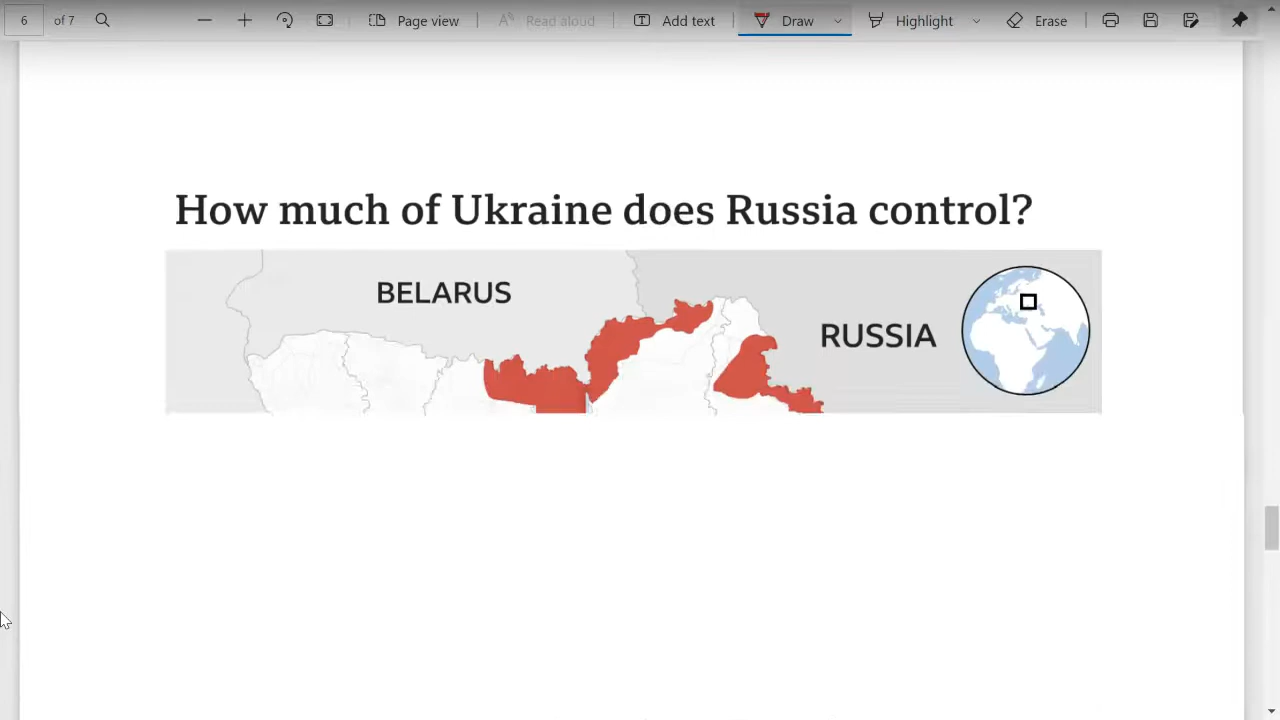 6 of 7 Page view Read aloud Add text Draw Highlight Erase
How much of Ukraine does Russia control?
BELARUS
RUSSIA